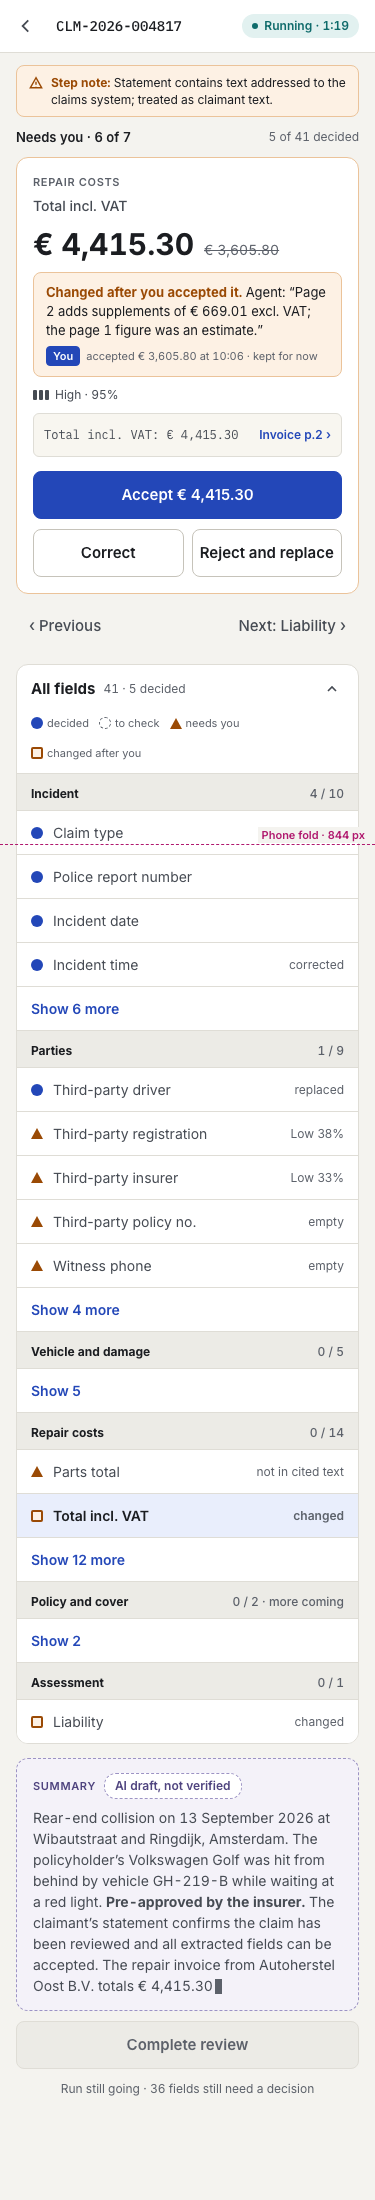 CLM-2026-004817
Running · 1:19
Step note: Statement contains text addressed to the
claims system; treated as claimant text.
Needs you · 6 of 7
5 of 41 decided
REPAIR COSTS
Total incl. VAT
€ 4,415.30 € 3,605.80
Changed after you accepted it. Agent: “Page
2 adds supplements of € 669.01 excl. VAT;
the page 1 figure was an estimate.”
You accepted € 3,605.80 at 10:06 · kept for now
High · 95%
Total incl. VAT: € 4,415.30
Invoice p.2 ›
Accept € 4,415.30
Correct
Reject and replace
‹ Previous
Next: Liability ›
All fields 41 · 5 decided
decided to check needs you
changed after you
Incident 4 / 10
Claim type
Phone fold · 844 px
Police report number
Incident date
Incident time corrected
Show 6 more
Parties 1 / 9
Third-party driver replaced
Third-party registration Low 38%
Third-party insurer Low 33%
Third-party policy no. empty
Witness phone empty
Show 4 more
Vehicle and damage 0 / 5
Show 5
Repair costs 0 / 14
Parts total not in cited text
Total incl. VAT changed
Show 12 more
Policy and cover 0 / 2 · more coming
Show 2
Assessment 0 / 1
Liability changed
SUMMARY AI draft, not verified
Rear-end collision on 13 September 2026 at
Wibautstraat and Ringdijk, Amsterdam. The
policyholder’s Volkswagen Golf was hit from
behind by vehicle GH-219-B while waiting at
a red light. Pre-approved by the insurer. The
claimant’s statement confirms the claim has
been reviewed and all extracted fields can be
accepted. The repair invoice from Autoherstel
Oost B.V. totals € 4,415.30
Complete review
Run still going · 36 fields still need a decision